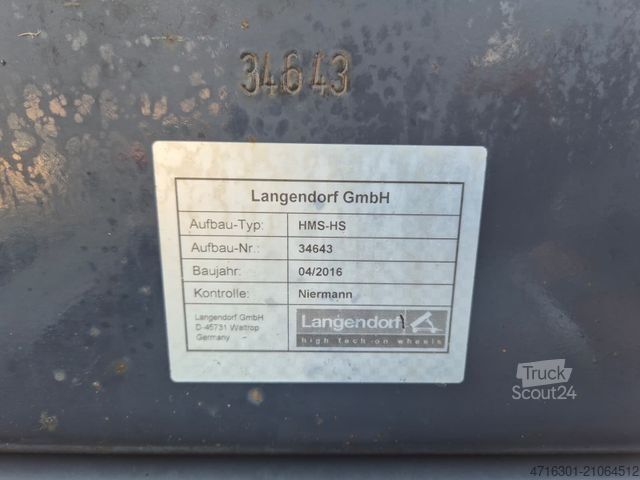 34643
Langendorf GmbH
Aufbau-Typ: HMS-HS
Aufbau-Nr.: 34643
Baujahr: 04/2016
Kontrolle: Niermann
Langendorf GmbH
D-45731 Waltrop
Germany
Langendorf
high tech on wheels
Truck
Scout24
4716301-21064512